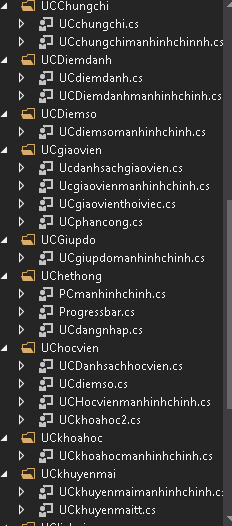 UCChungchi
UCchungchi.cs
UCchungchimanhinhchinnh.cs
UCDiemdanh
UCdiemdanh.cs
UCDiemdanhmanhinhchinh.cs
UCDiemso
UCdiemsomanhinhchinh.cs
UCgiaovien
Ucdanhsachgiaovien.cs
UCgiaovienmanhinhchinh.cs
UCgiaovienthoiviec.cs
UCphancong.cs
UCGiupdo
UCgiupdomanhinhchinh.cs
UChethong
PCmanhinhchinh.cs
Progressbar.cs
UCdangnhap.cs
UChocvien
UCDanhsachhocvien.cs
UCdiemso.cs
UCHocvienmanhinhchinh.cs
UCkhoahoc2.cs
UCkhoahoc
UCkhoahocmanhinhchinh.cs
UCkhuyenmai
UCkhuyenmaimanhinhchinh.cs
UCkhuyenmaitt.cs